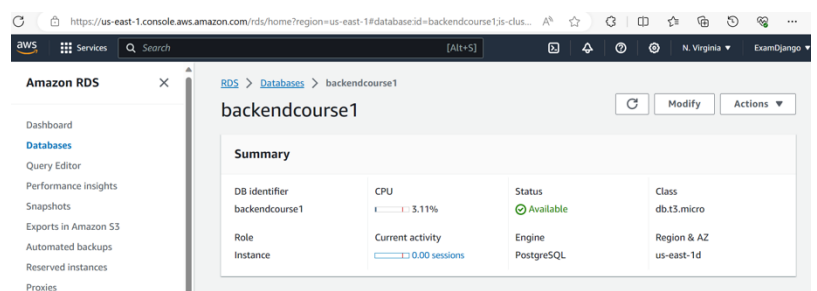 https://us-east-1.console.aws.amazon.com/rds/home?region=us-east-1#database:id=backendcourse1;is-clus...
aws Services Search [Alt+S] N. Virginia ExamDjango
Amazon RDS
Dashboard
Databases
Query Editor
Performance insights
Snapshots
Exports in Amazon S3
Automated backups
Reserved instances
Proxies
RDS > Databases > backendcourse1
backendcourse1
Modify Actions
Summary
DB identifier CPU Status Class
backendcourse1 3.11% Available db.t3.micro
Role Current activity Engine Region & AZ
Instance 0.00 sessions PostgreSQL us-east-1d